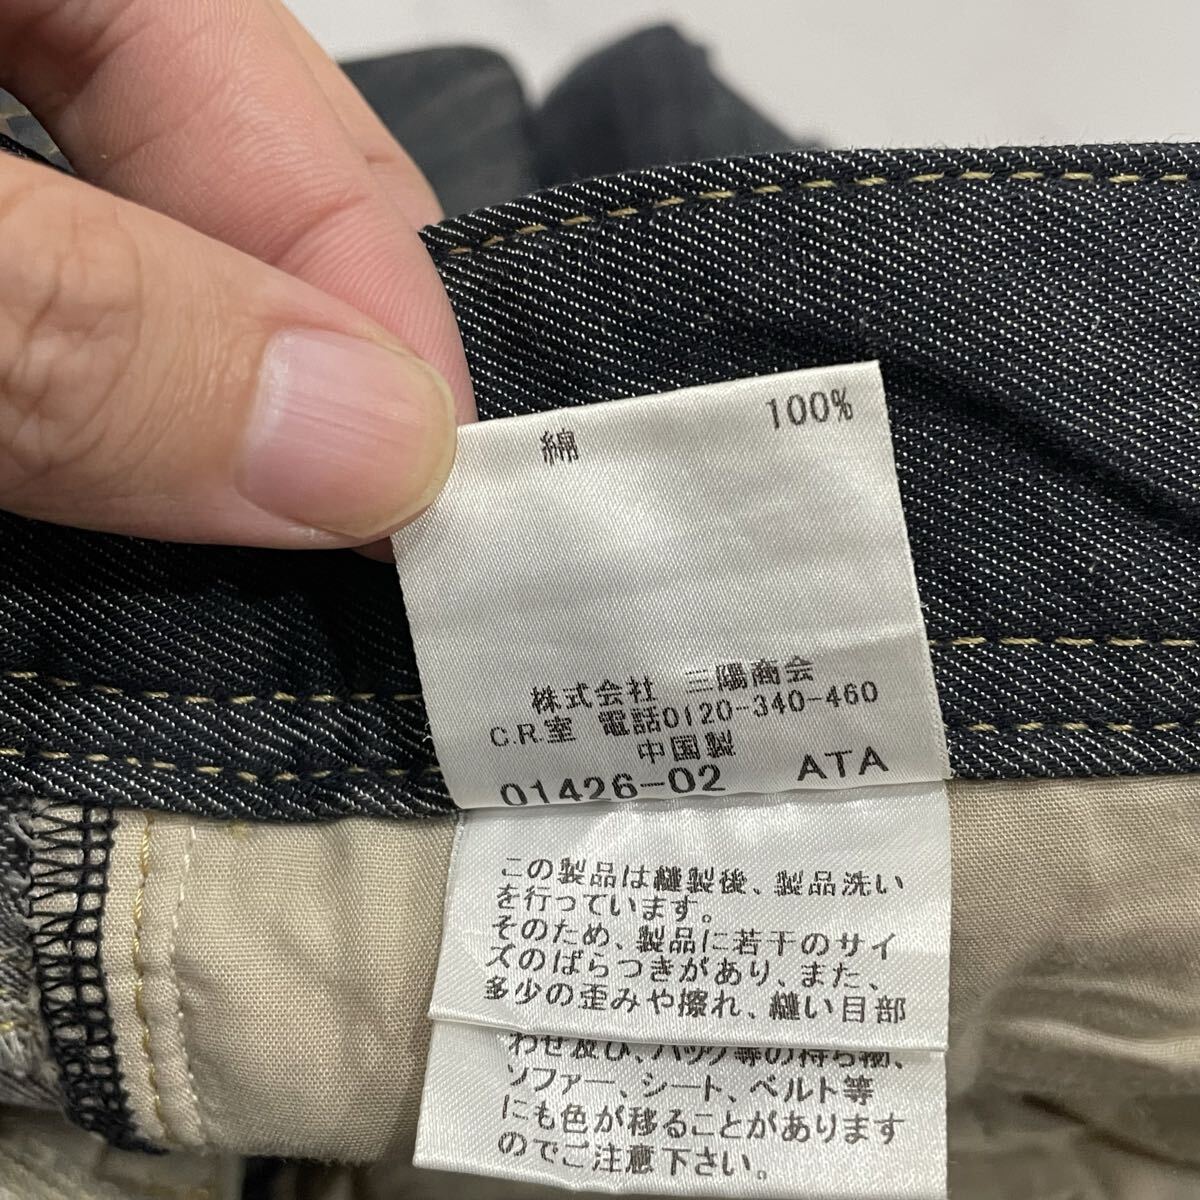 綿 100%
株式会社 三陽商会
C.R.室 電話0120-340-460
中国製
01426-02 ATA
この製品は縫製後、製品洗い
を行っています。
そのため、製品に若干のサイ
ズのばらつきがあり、また、
多少の歪みや擦れ、縫い目部
わせ及び、バッグ等の持ち物、
ソファー、シート、ベルト等
にも色が移ることがあります
のでご注意下さい。